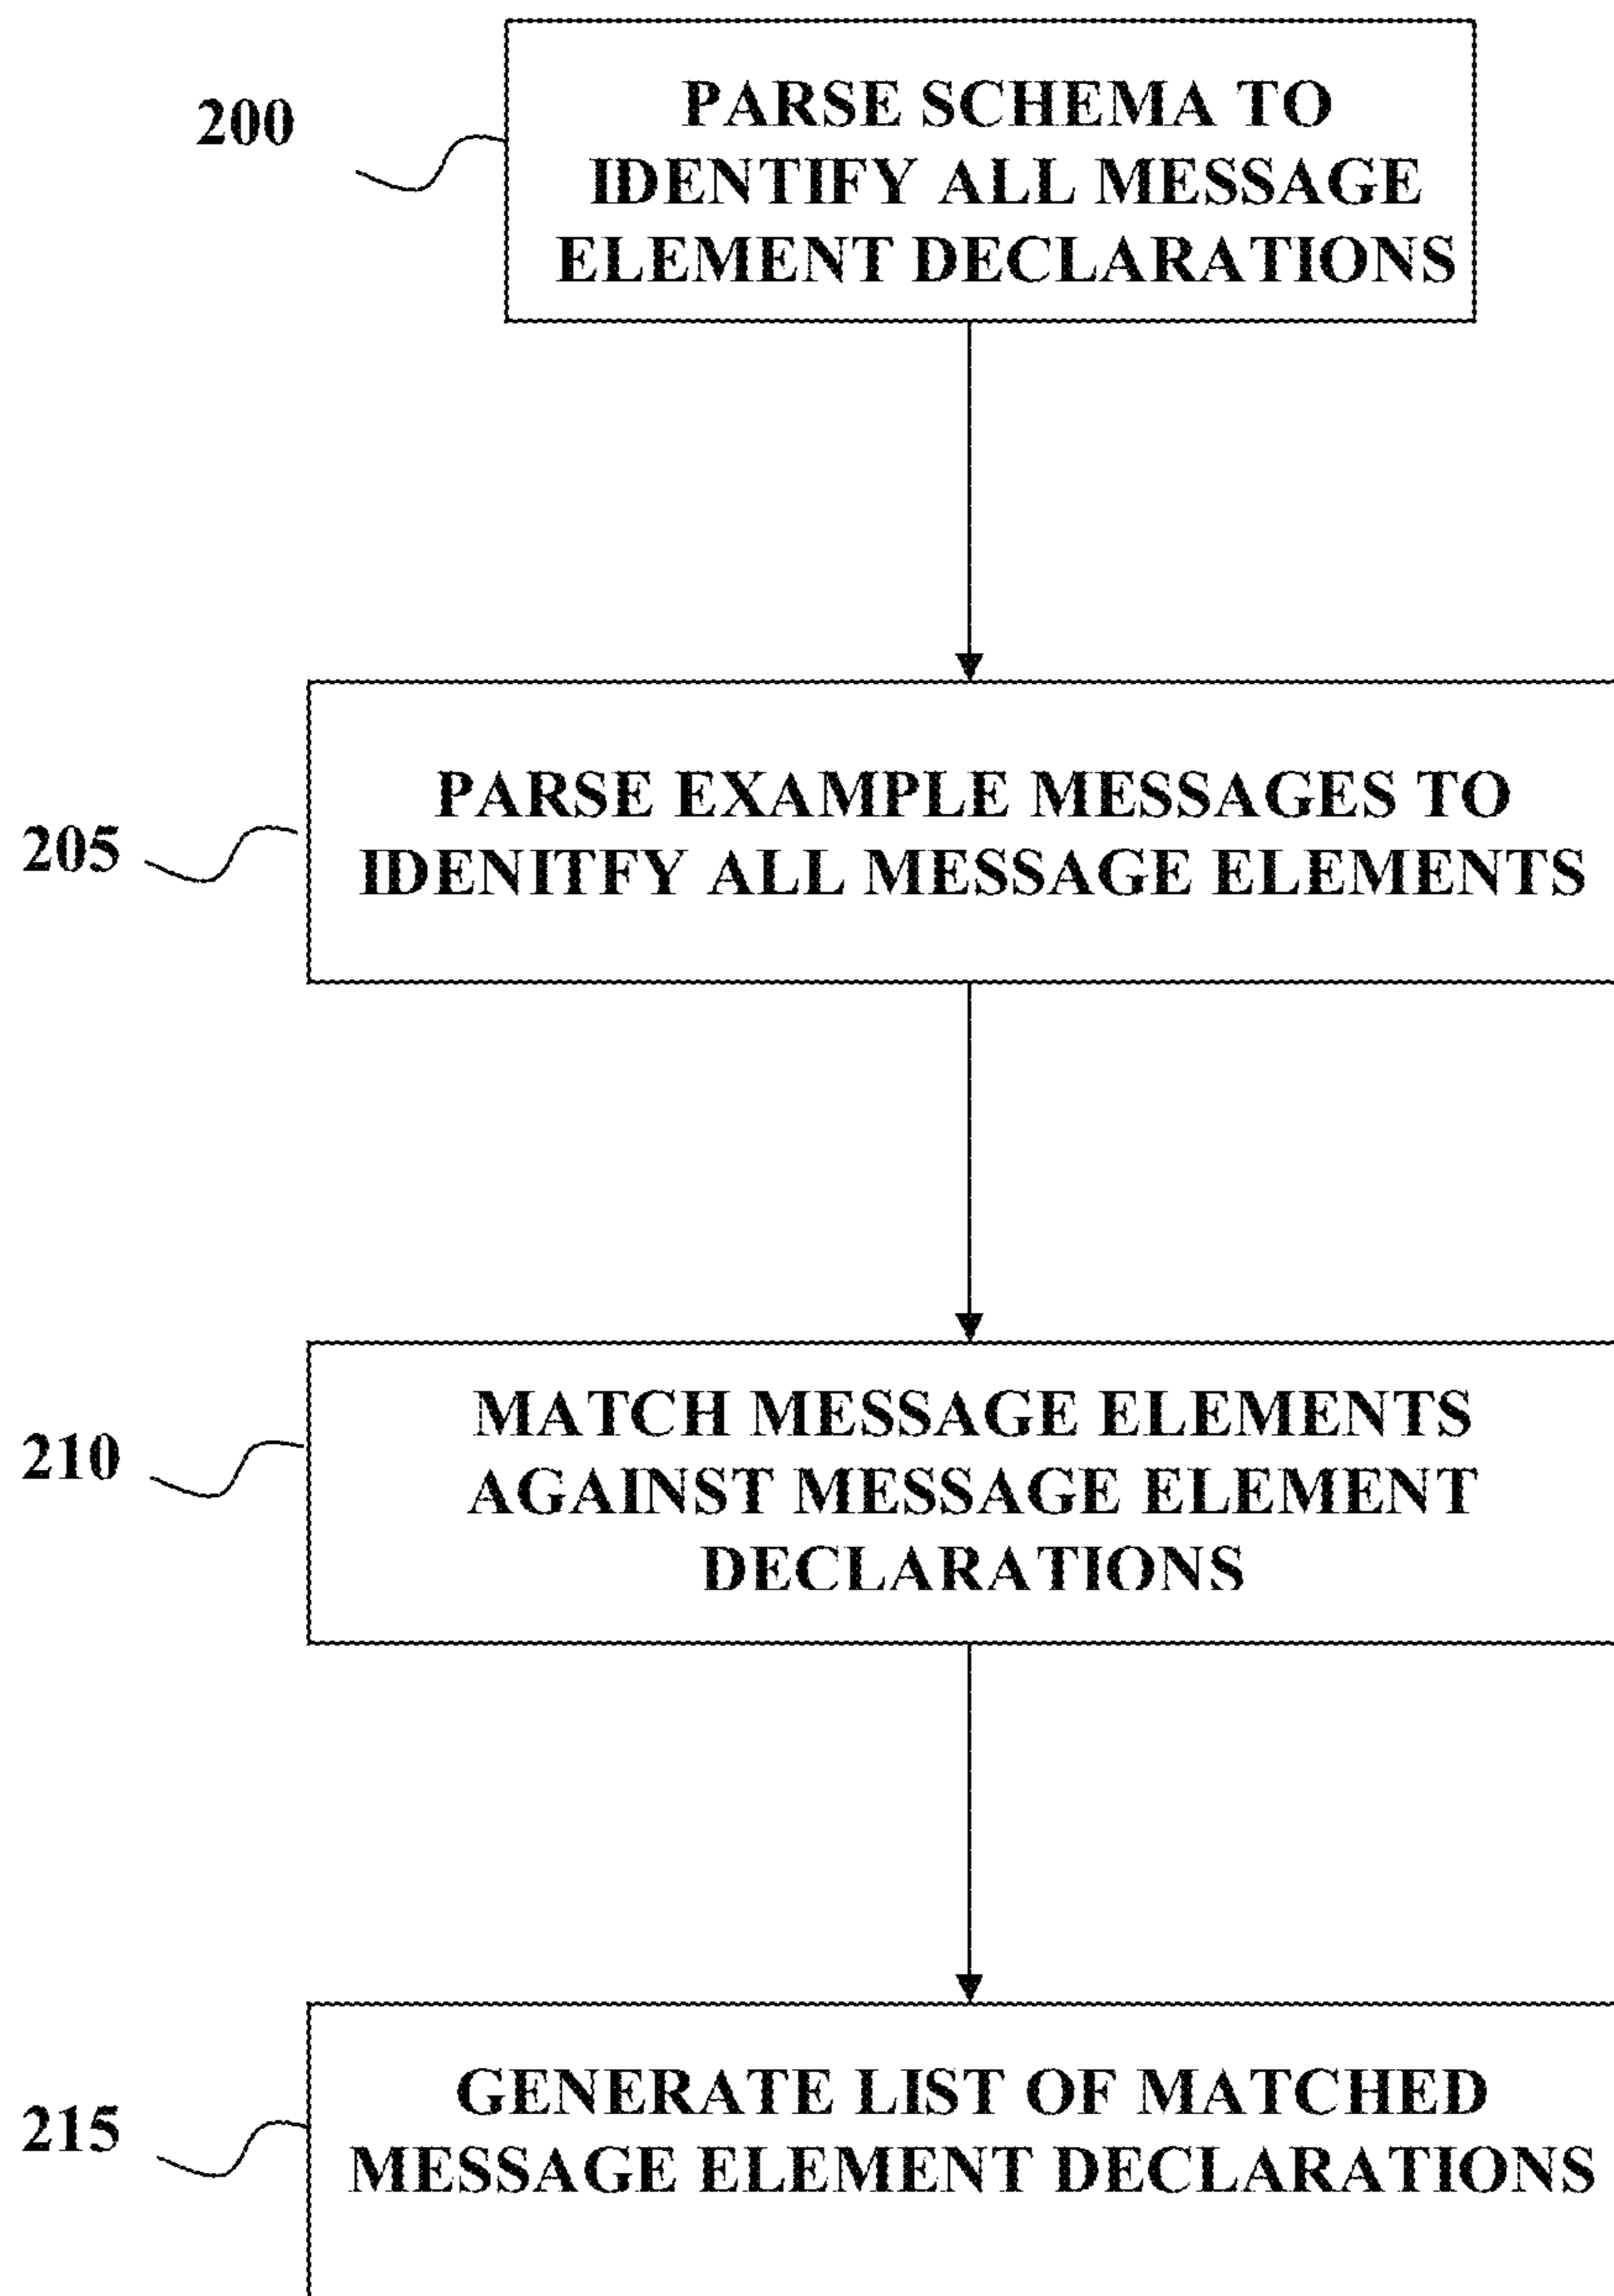 200
PARSE SCHEMA TO
IDENTIFY ALL MESSAGE
ELEMENT DECLARATIONS
205
PARSE EXAMPLE MESSAGES TO
IDENITFY ALL MESSAGE ELEMENTS
210
MATCH MESSAGE ELEMENTS
AGAINST MESSAGE ELEMENT
DECLARATIONS
215
GENERATE LIST OF MATCHED
MESSAGE ELEMENT DECLARATIONS